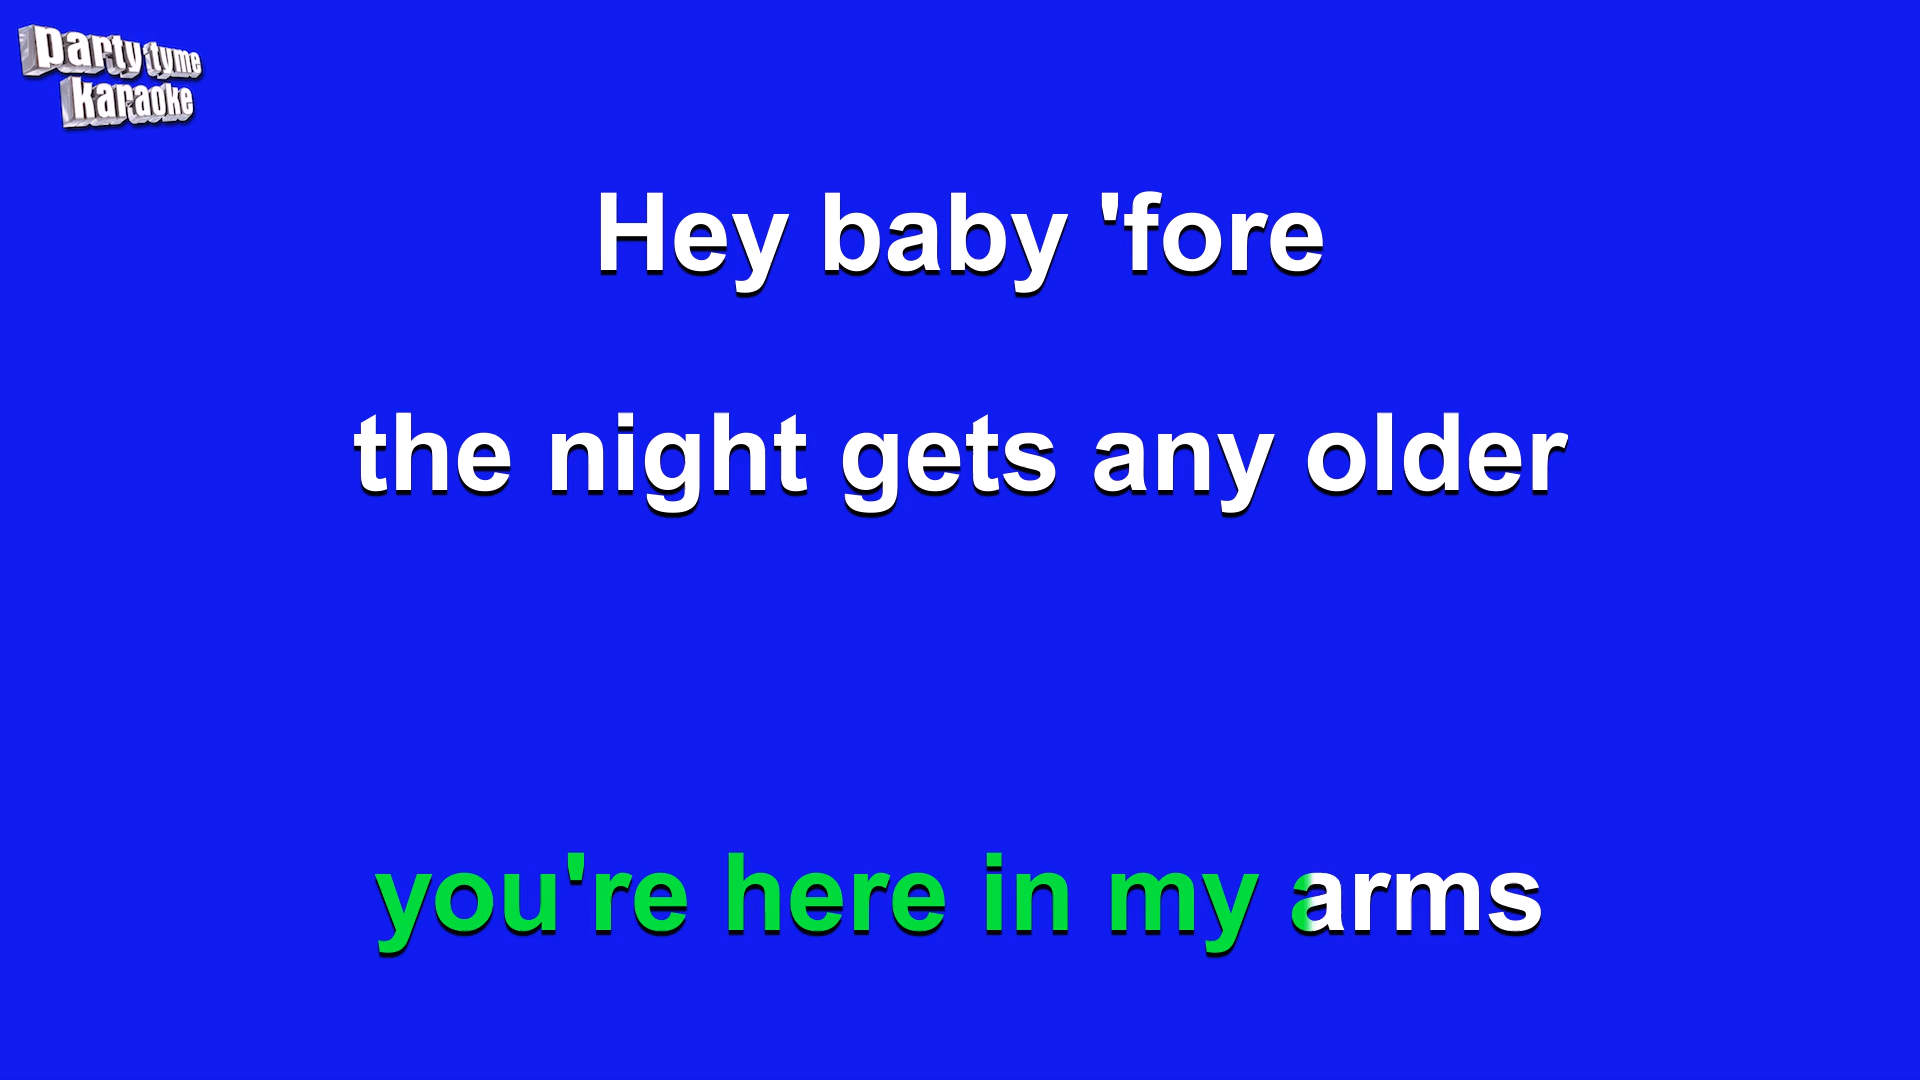 party tyme
karaoke
Hey baby 'fore
the night gets any older
you're here in my arms